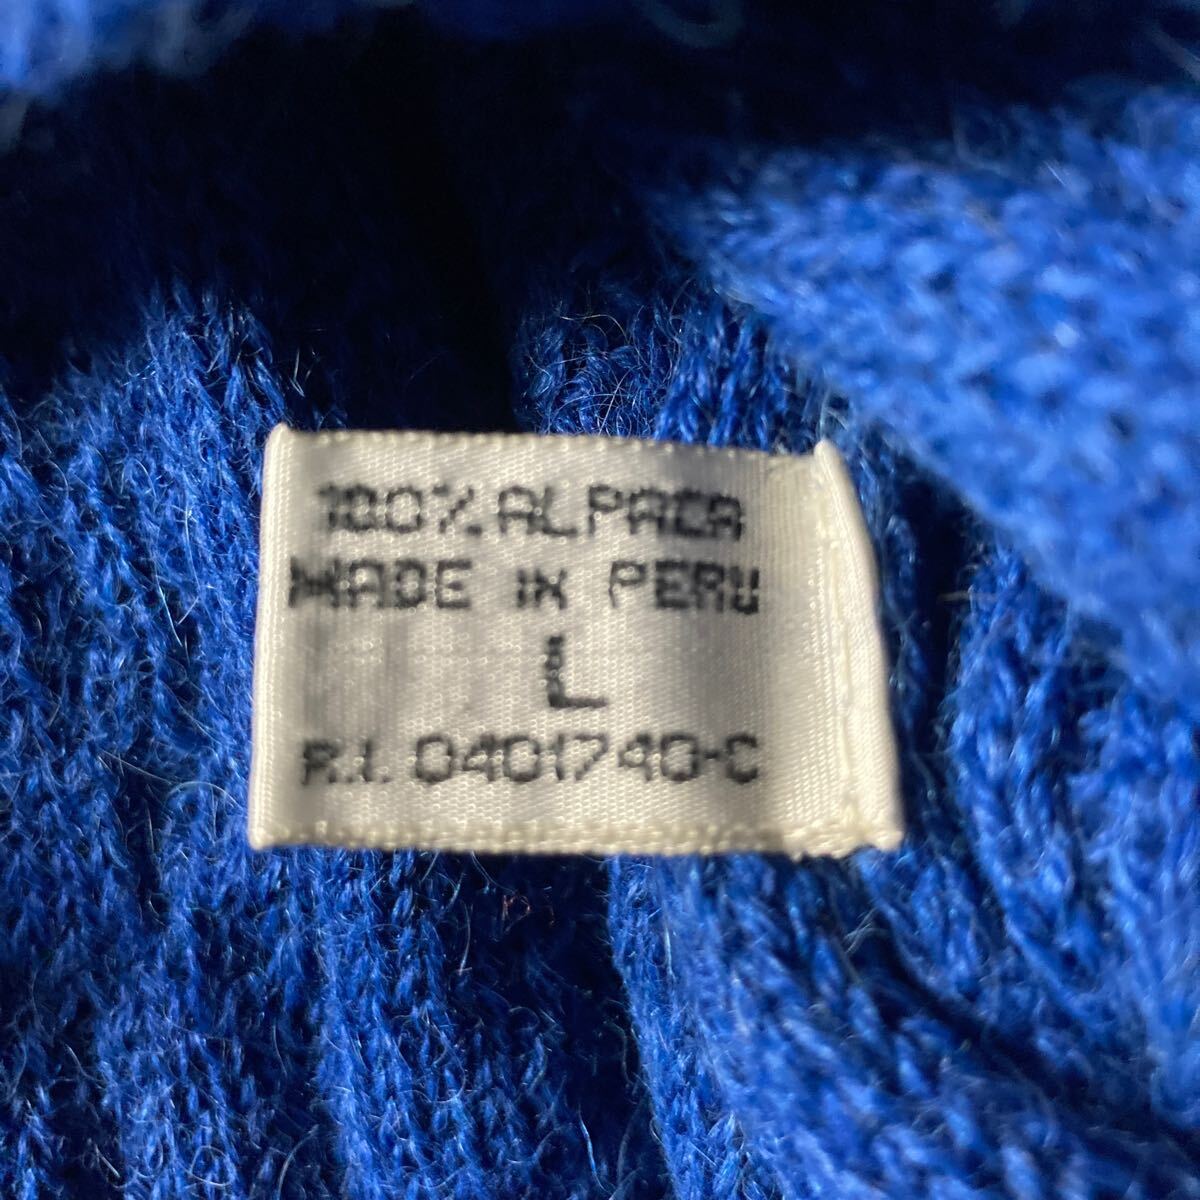 100% ALPACA
MADE IN PERU
L
R.I. 0401740-C